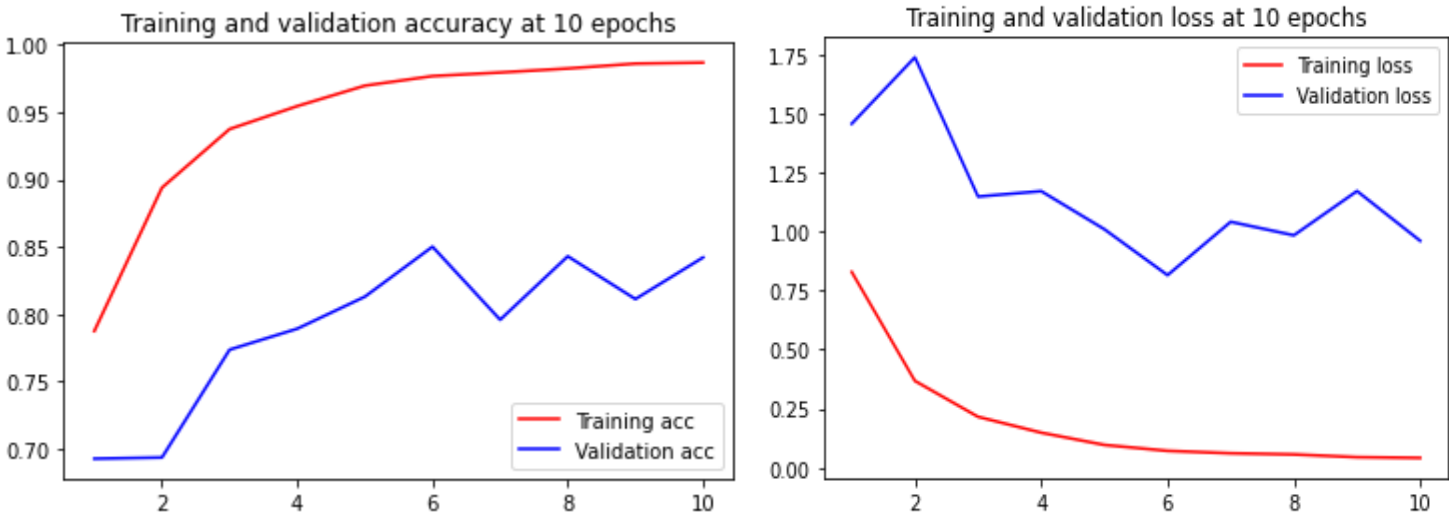 Training and validation accuracy at 10 epochs
1.00
0.95
0.90
0.85
0.80
0.75
0.70
Training acc
Validation acc
2 4 6 8 10
Training and validation loss at 10 epochs
1.75
1.50
1.25
1.00
0.75
0.50
0.25
0.00
Training loss
Validation loss
2 4 6 8 10